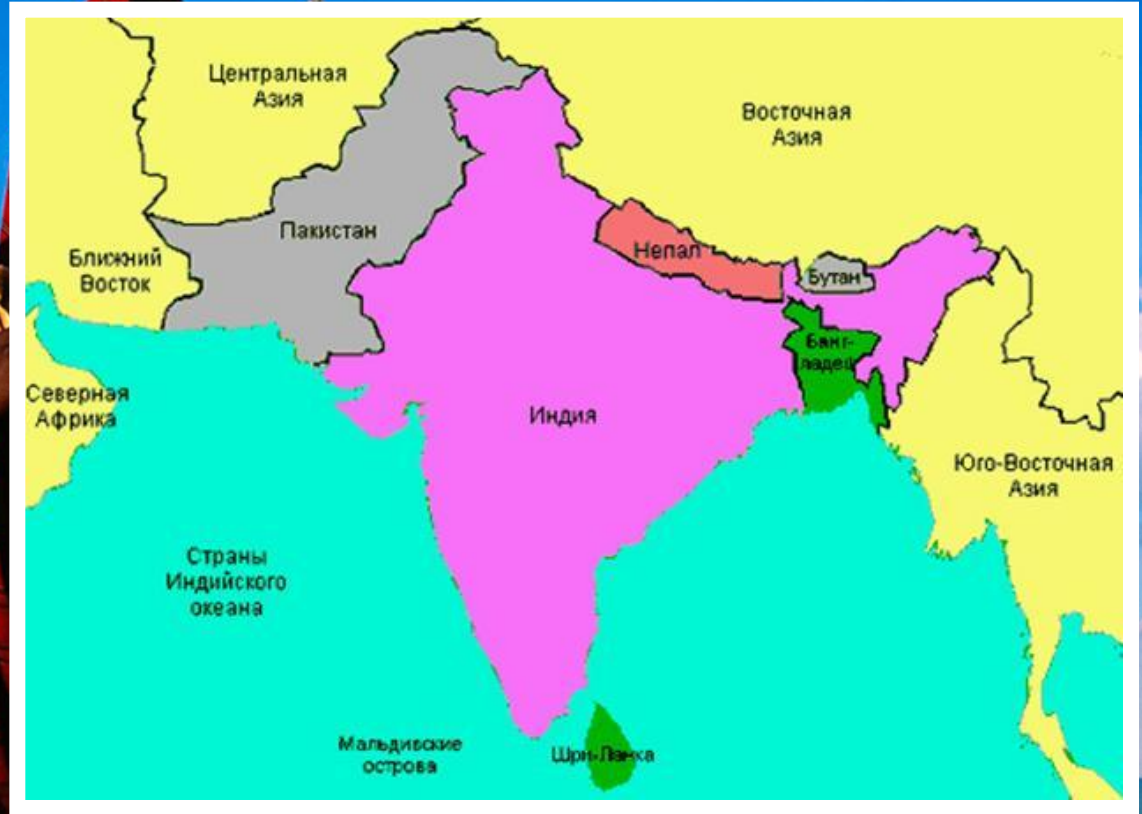 Центральная
Азия
Восточная
Азия
Пакистан
Ближний
Восток
Непал
Бутан
Банг-
ладеш
Северная
Африка
Индия
Юго-Восточная
Азия
Страны
Индийского
океана
Мальдивские
острова
Шри-Ланка